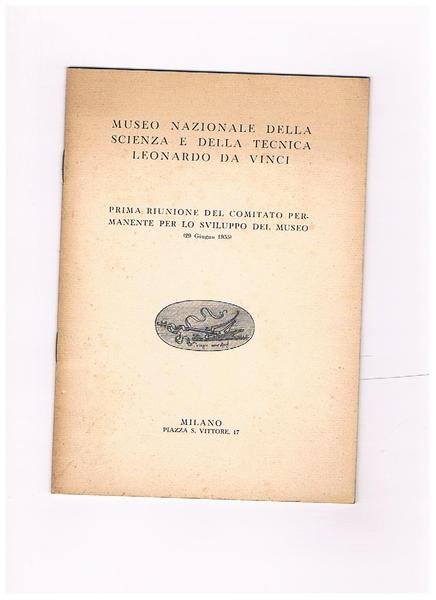 MUSEO NAZIONALE DELLA
SCIENZA E DELLA TECNICA
LEONARDO DA VINCI
PRIMA RIUNIONE DEL COMITATO PER-
MANENTE PER LO SVILUPPO DEL MUSEO
(29 Giugno 1955)
MILANO
PIAZZA S. VITTORE, 17